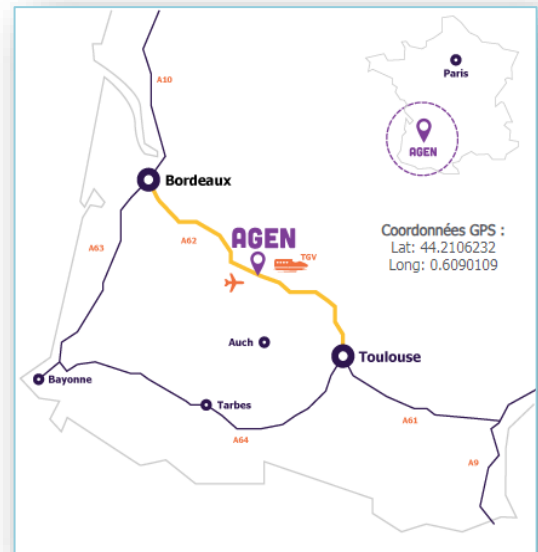 A10
Paris
AGEN
Bordeaux
A62
AGEN
TGV
A63
Coordonnées GPS :
Lat: 44.2106232
Long: 0.6090109
Auch
Toulouse
Bayonne
Tarbes
A64
A61
A9